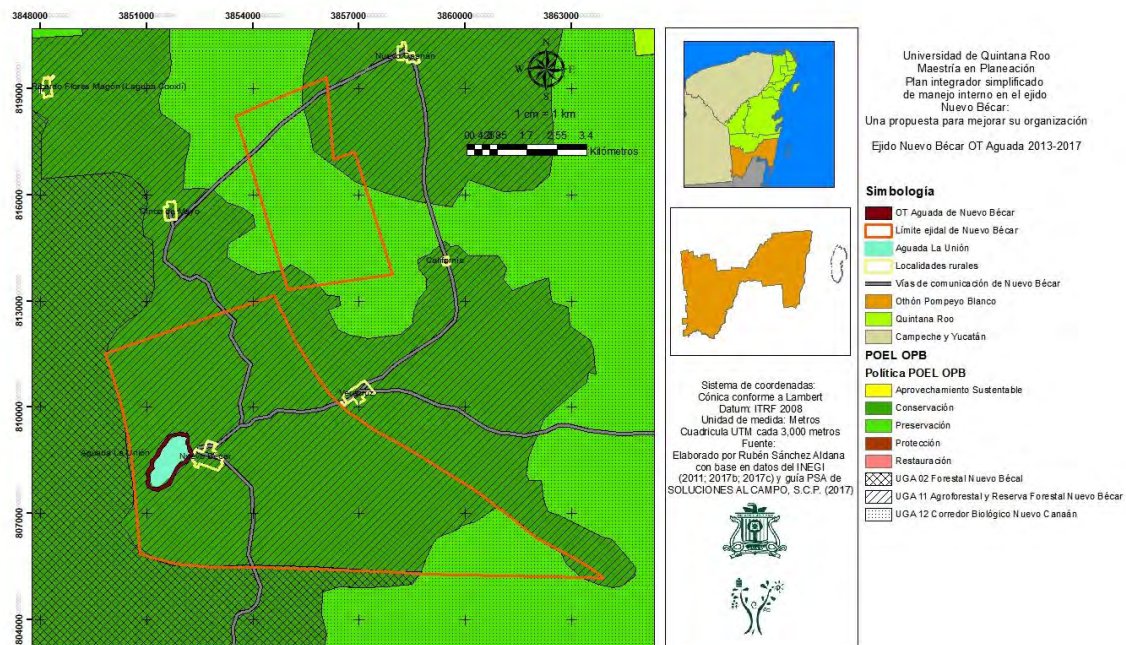 3848000 3851000 3854000 3857000 3860000 3863000
819000
816000
813000
810000
807000
804000
Ricardo Flores Magón (Laguna Cooxli)
N
W E
S
1 cm = 1 km
1.7 2.55 3.4
Kilómetros
California
Aguada La Unión
Nuevo Bécar
Universidad de Quintana Roo
Maestría en Planeación
Plan integrador simplificado
de manejo interno en el ejido
Nuevo Bécar:
Una propuesta para mejorar su organización
Ejido Nuevo Bécar OT Aguada 2013-2017
Simbología
OT Aguada de Nuevo Bécar
Límite ejidal de Nuevo Bécar
Aguada La Unión
Localidades rurales
Vías de comunicación de Nuevo Bécar
Othón Pompeyo Blanco
Quintana Roo
Campeche y Yucatán
POEL OPB
Política POEL OPB
Aprovechamiento Sustentable
Conservación
Preservación
Protección
Restauración
UGA 02 Forestal Nuevo Bécal
UGA 11 Agroforestal y Reserva Forestal Nuevo Bécar
UGA 12 Corredor Biológico Nuevo Canaán
Sistema de coordenadas:
Cónica conforme a Lambert
Datum: ITRF 2008
Unidad de medida: Metros
Cuadrícula UTM cada 3,000 metros
Fuente:
Elaborado por Rubén Sánchez Aldana
con base en datos del INEGI
(2011; 2017b; 2017c) y guía PSA de
SOLUCIONES AL CAMPO, S.C.P. (2017)